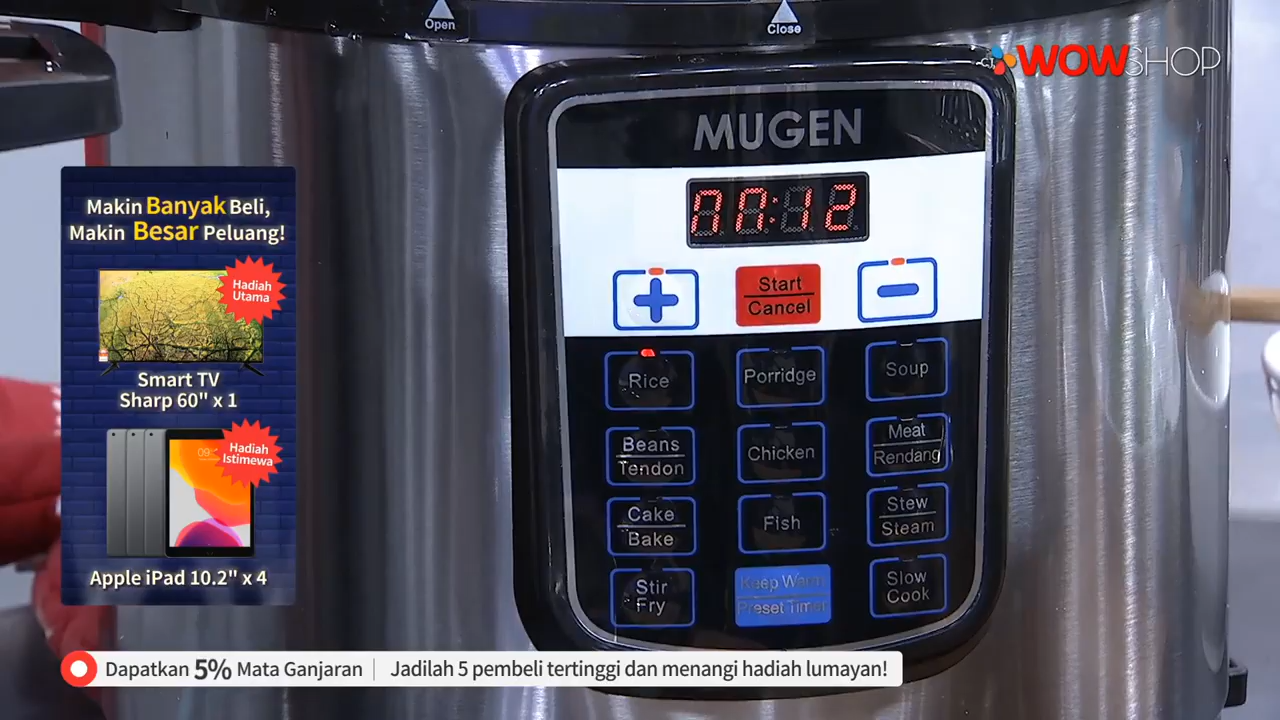 Open
Close
CJ WOWSHOP
MUGEN
Makin Banyak Beli,
Makin Besar Peluang!
Hadiah
Utama
Smart TV
Sharp 60" x 1
Hadiah
Istimewa
Apple iPad 10.2" x 4
Start
Cancel
Rice
Porridge
Soup
Beans
Tendon
Chicken
Meat
Rendang
Cake
Bake
Fish
Stew
Steam
Stir
Fry
Keep Warm
Preset Timer
Slow
Cook
Dapatkan 5% Mata Ganjaran | Jadilah 5 pembeli tertinggi dan menangi hadiah lumayan!